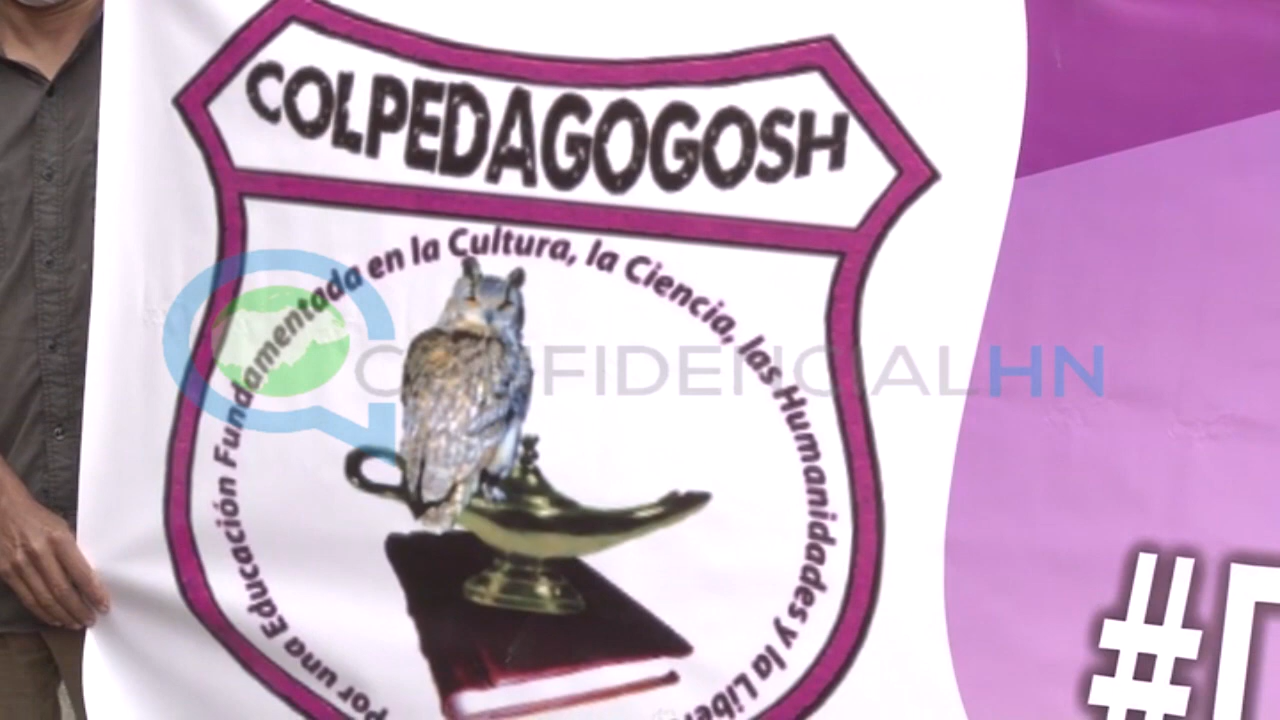 COLPEDAGOGOSH
Por una Educación Fundamentada en la Cultura, la Ciencia, las Humanidades y la
CONFIDENCIALHN
#